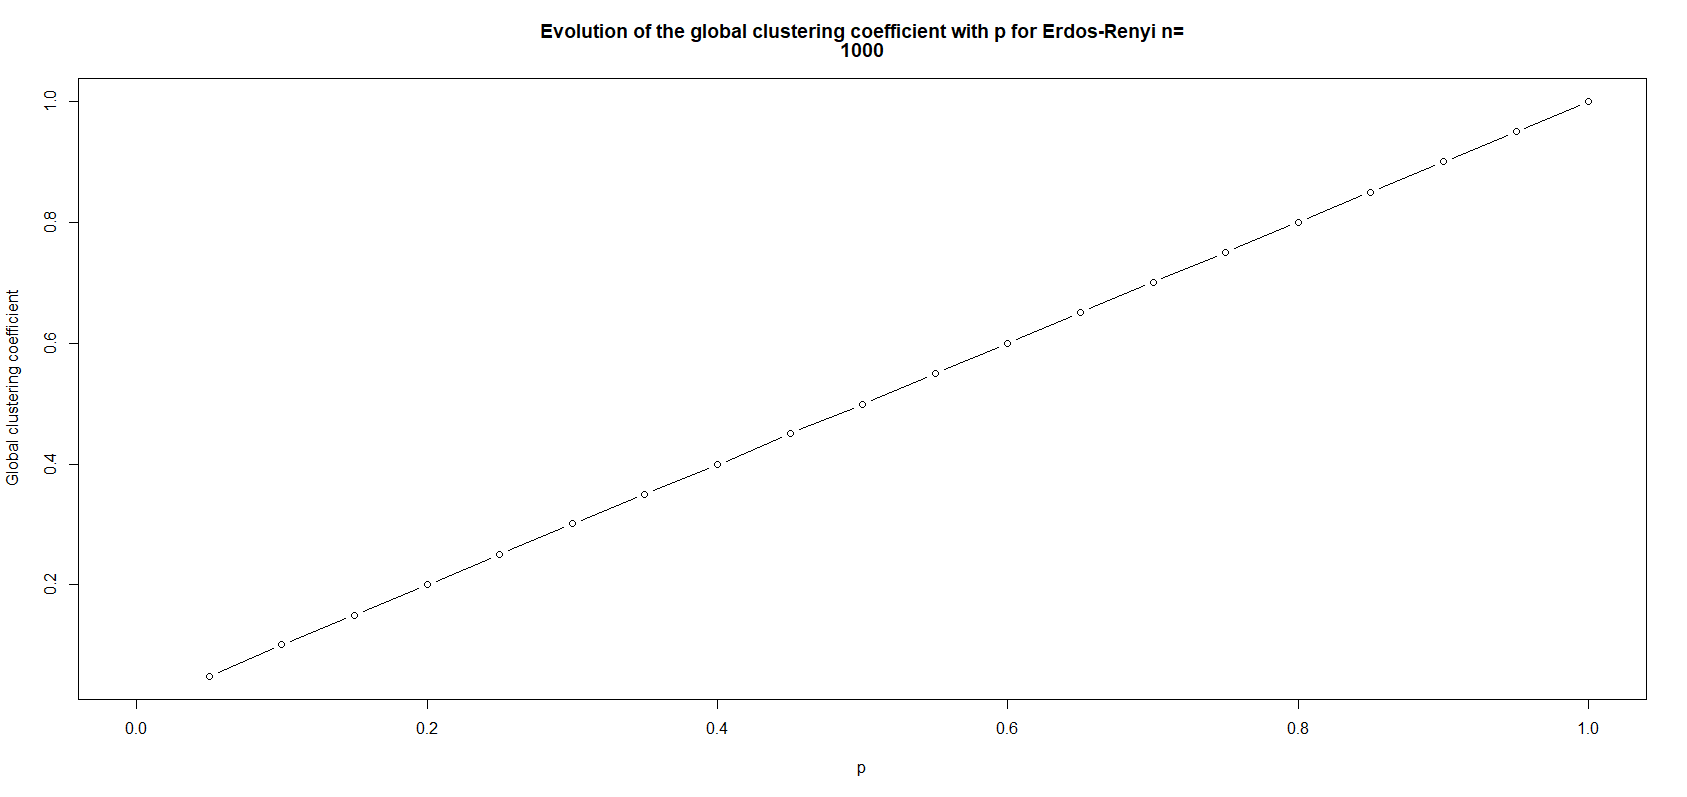 Evolution of the global clustering coefficient with p for Erdos-Renyi n=
1000
Global clustering coefficient
1.0
0.8
0.6
0.4
0.2
0.0 0.2 0.4 0.6 0.8 1.0
p